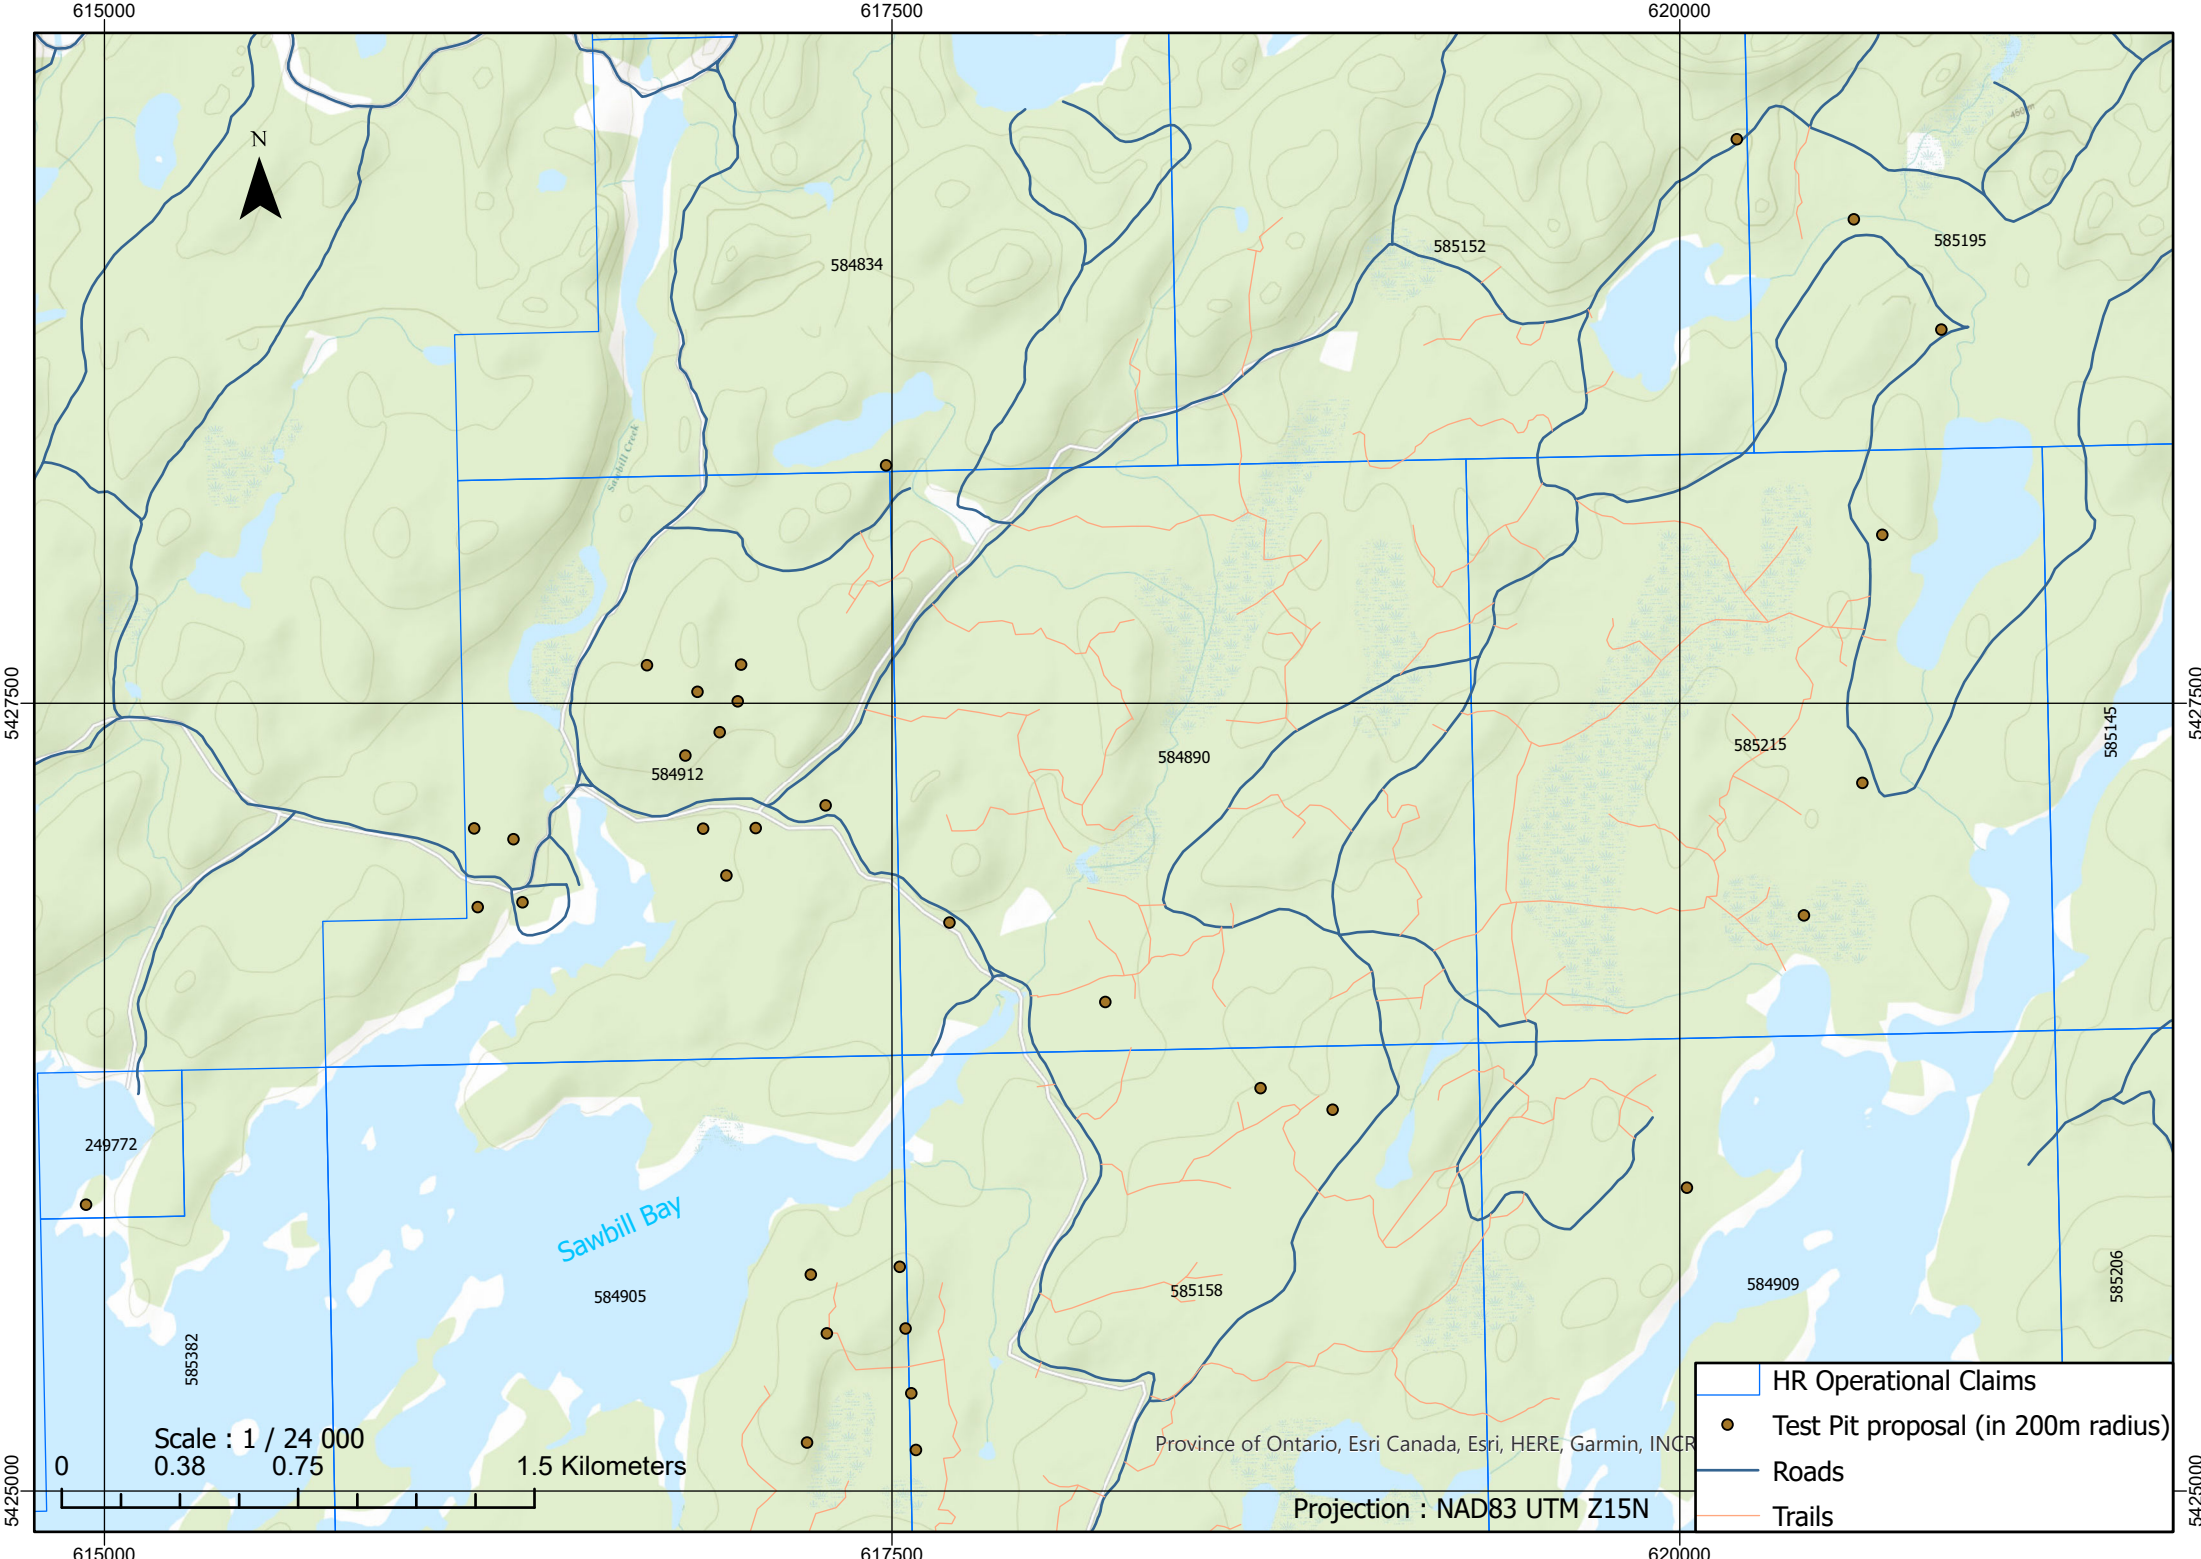 615000
617500
620000
N
450m
585152
585195
584834
Sawbill Creek
5427500
5427500
585145
585215
584890
584912
249772
Sawbill Bay
584905
585158
584909
585206
585382
HR Operational Claims
Test Pit proposal (in 200m radius)
Roads
Trails
Scale : 1 / 24 000
0
0.38
0.75
1.5 Kilometers
Province of Ontario, Esri Canada, Esri, HERE, Garmin, INCR
Projection : NAD83 UTM Z15N
5425000
5425000
615000
617500
620000